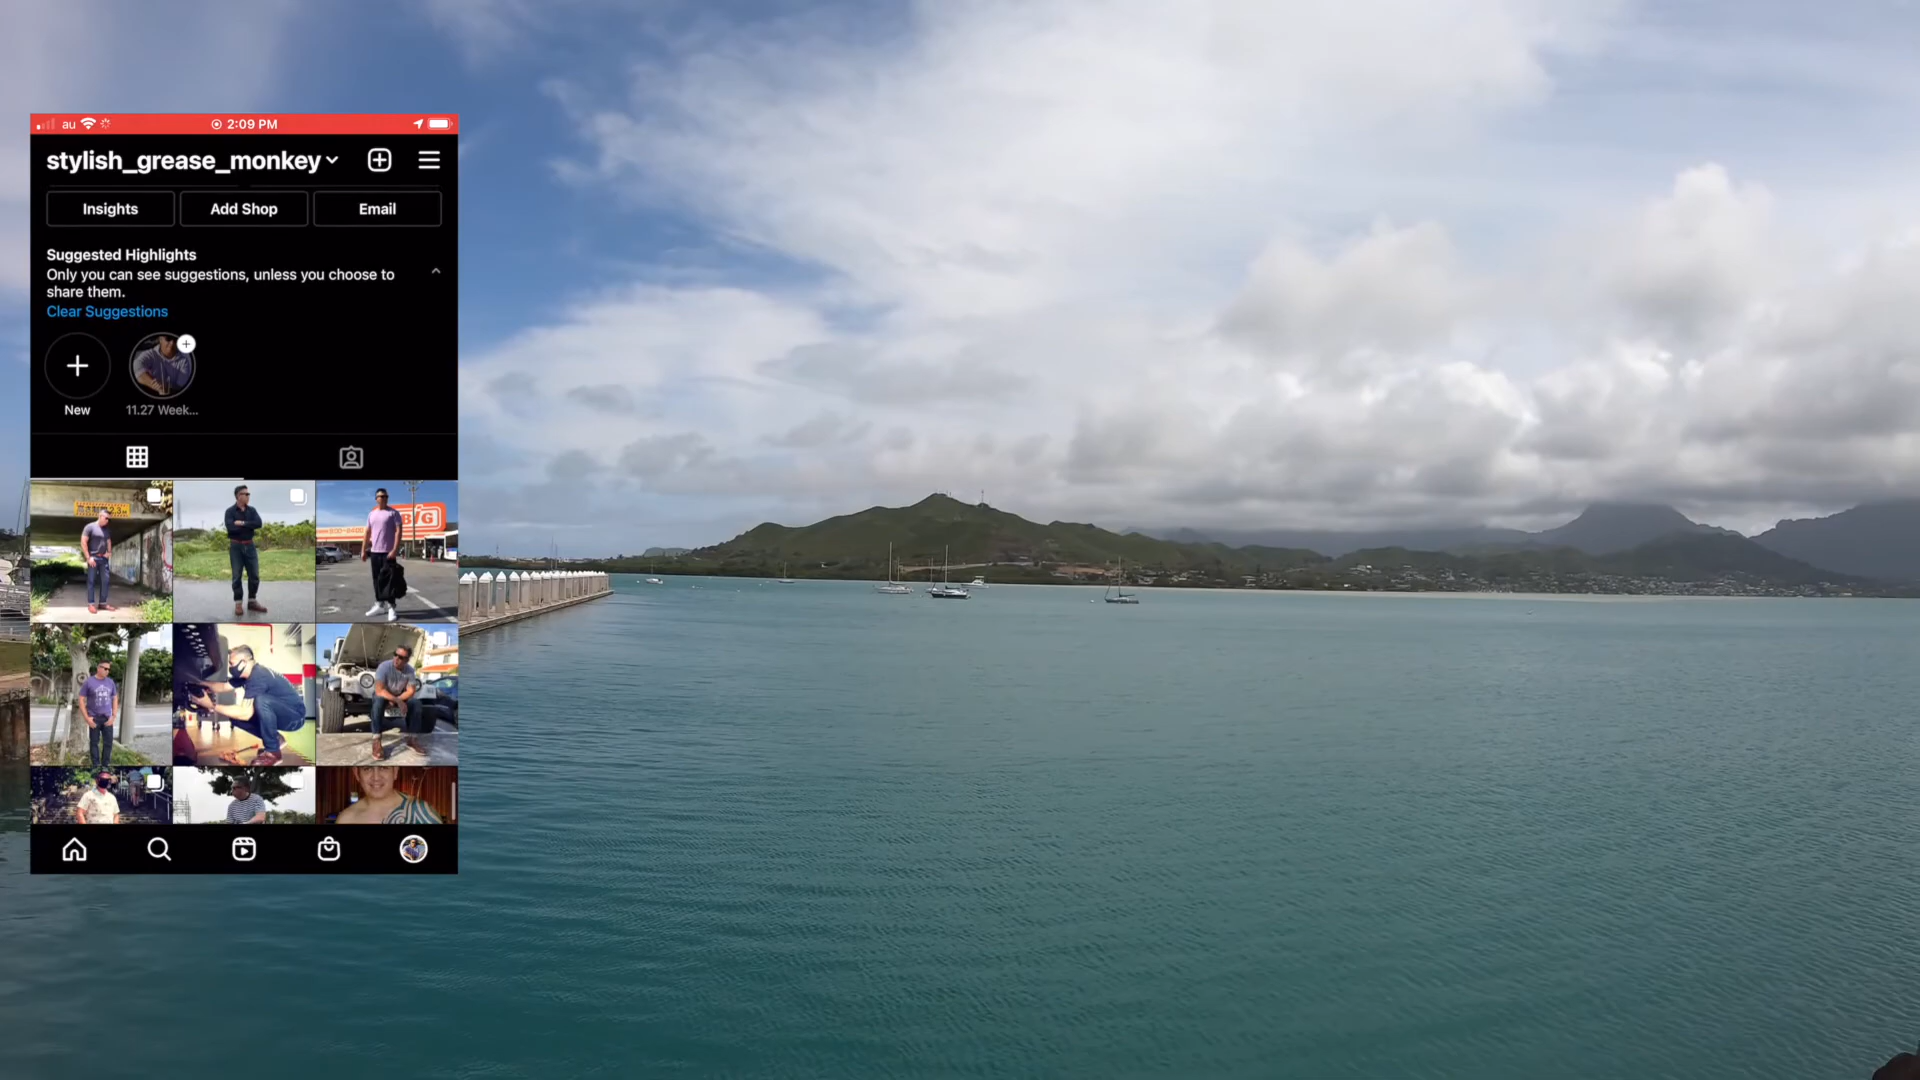 au 2:09 PM
stylish_grease_monkey
Insights Add Shop Email
Suggested Highlights
Only you can see suggestions, unless you choose to
share them.
Clear Suggestions
New 11.27 Week...